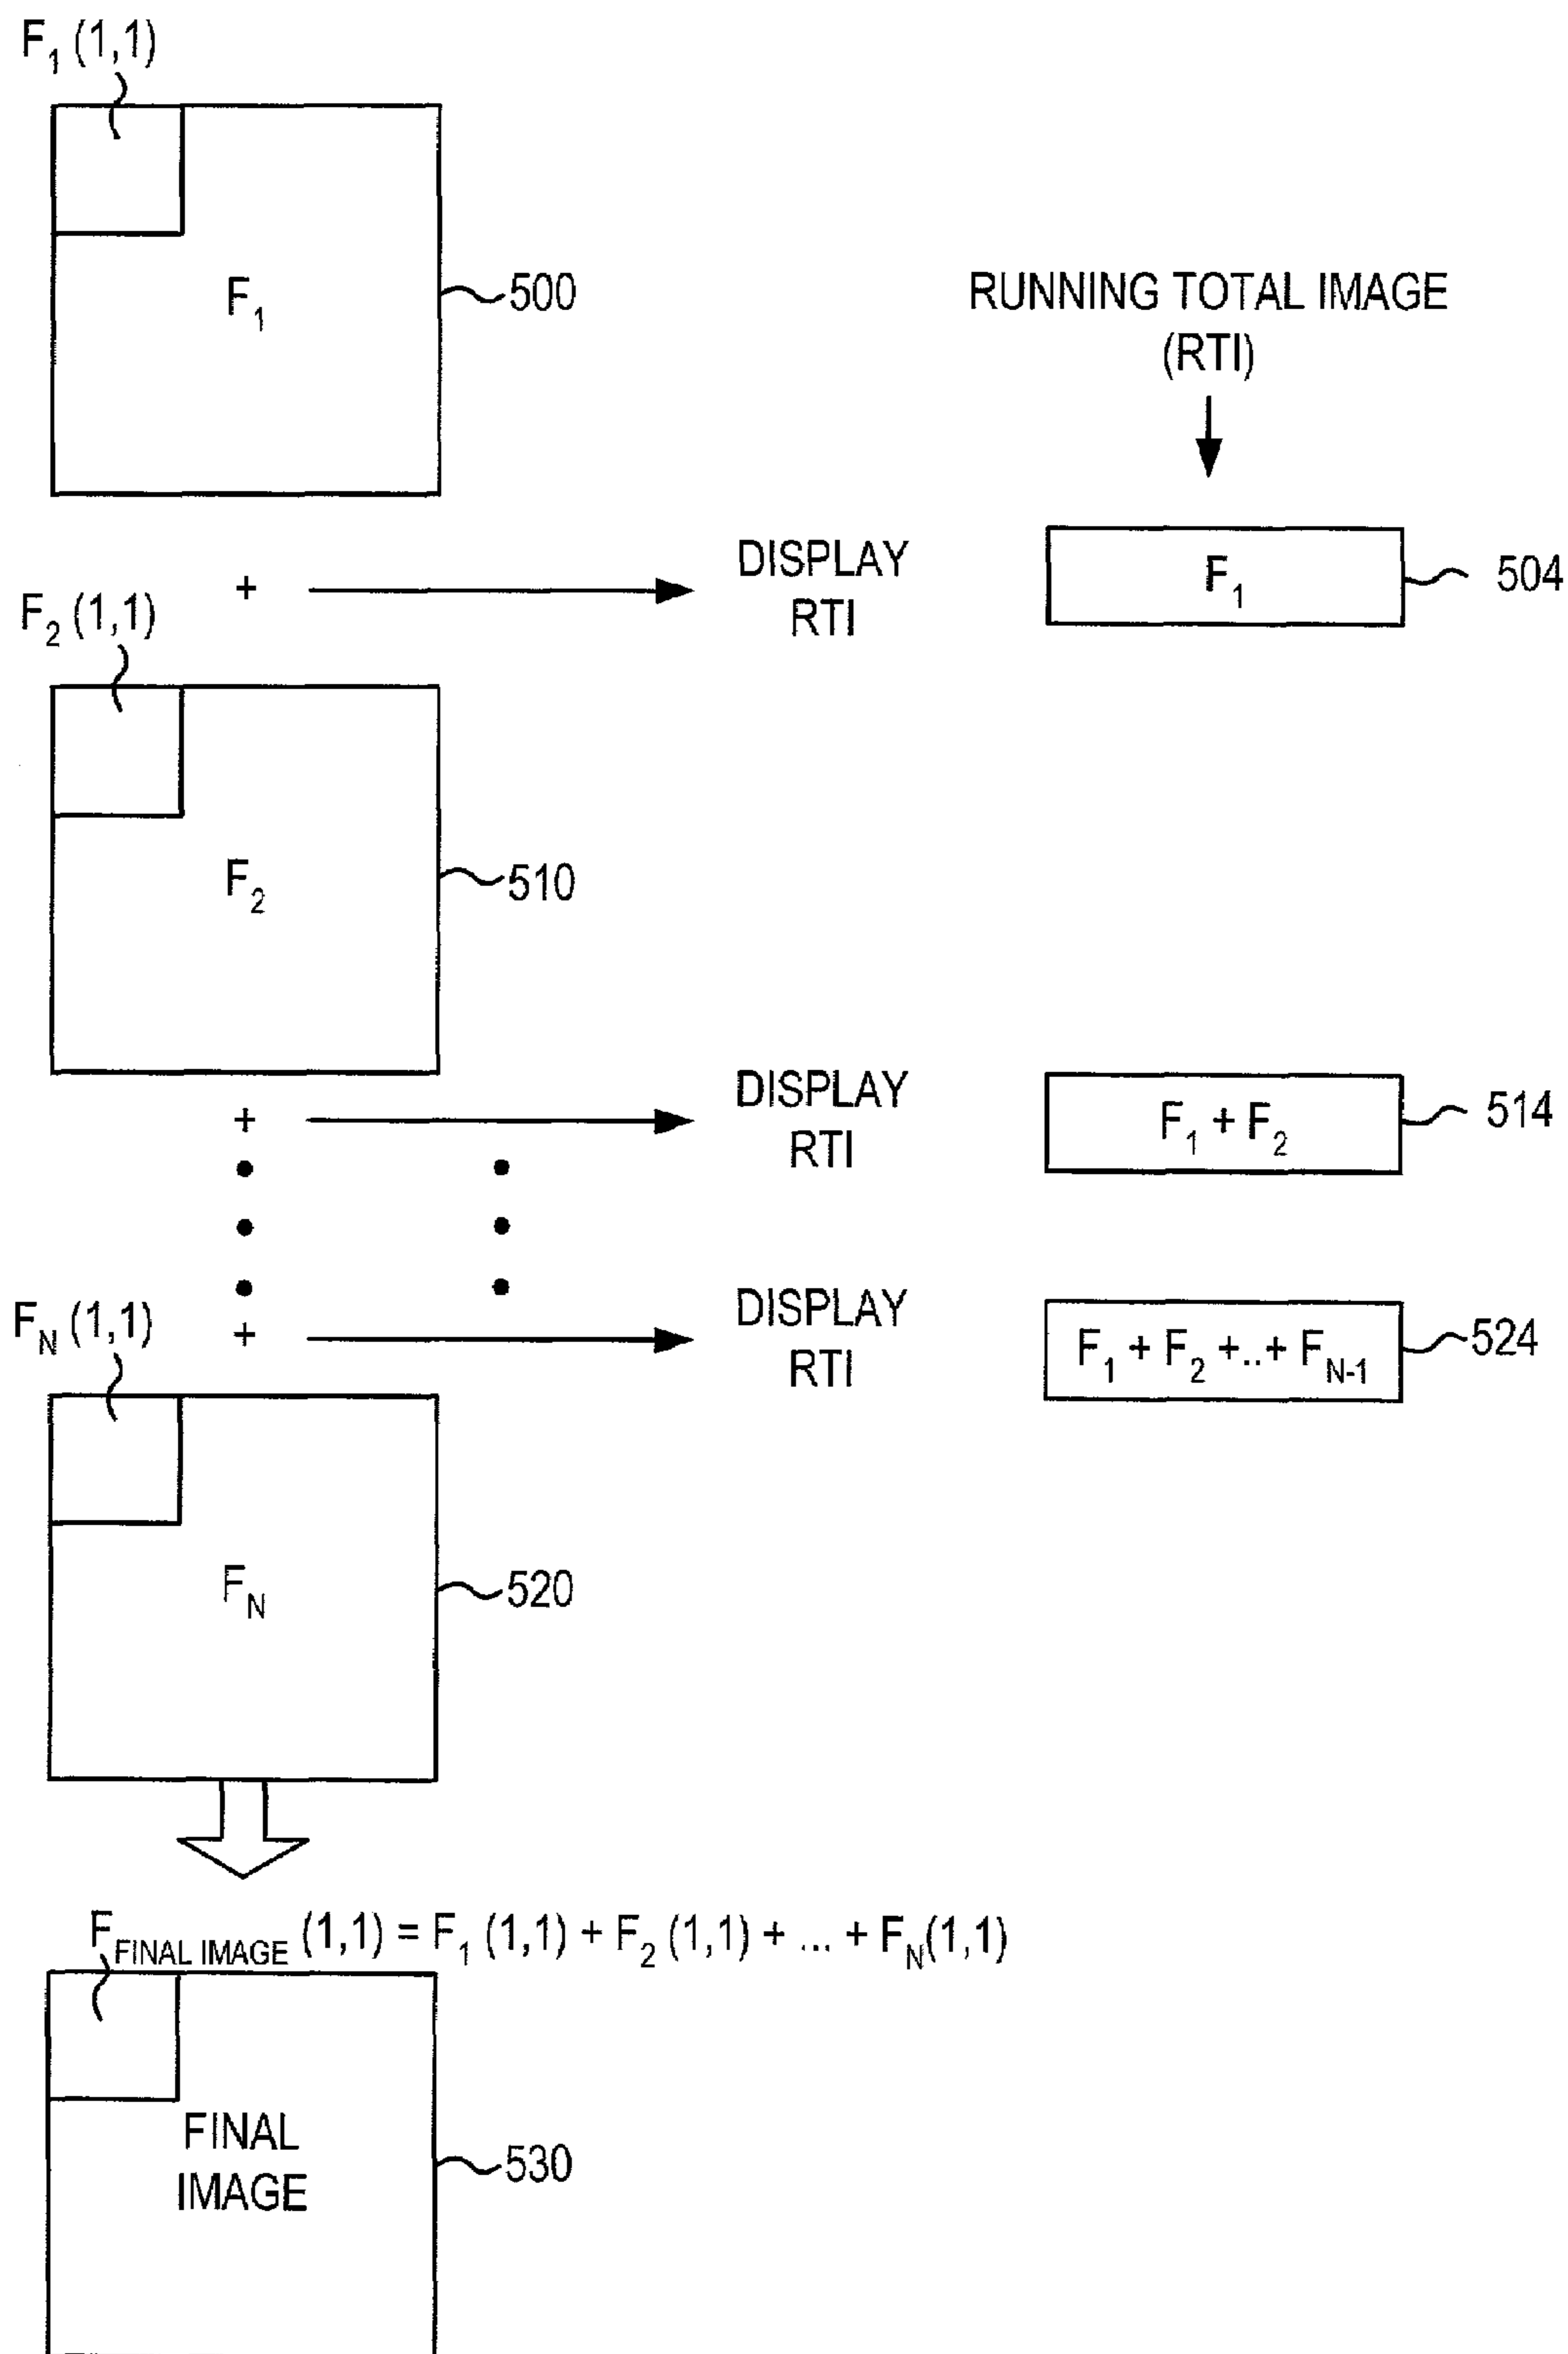 F1 (1,1)
F1
500
RUNNING TOTAL IMAGE
(RTI)
+
DISPLAY
RTI
F1
504
F2 (1,1)
F2
510
+
DISPLAY
RTI
F1 + F2
514
FN (1,1)
+
DISPLAY
RTI
F1 + F2 +..+ FN-1
524
FN
520
FFINAL IMAGE (1,1) = F1 (1,1) + F2 (1,1) + ... + FN(1,1)
FINAL
IMAGE
530